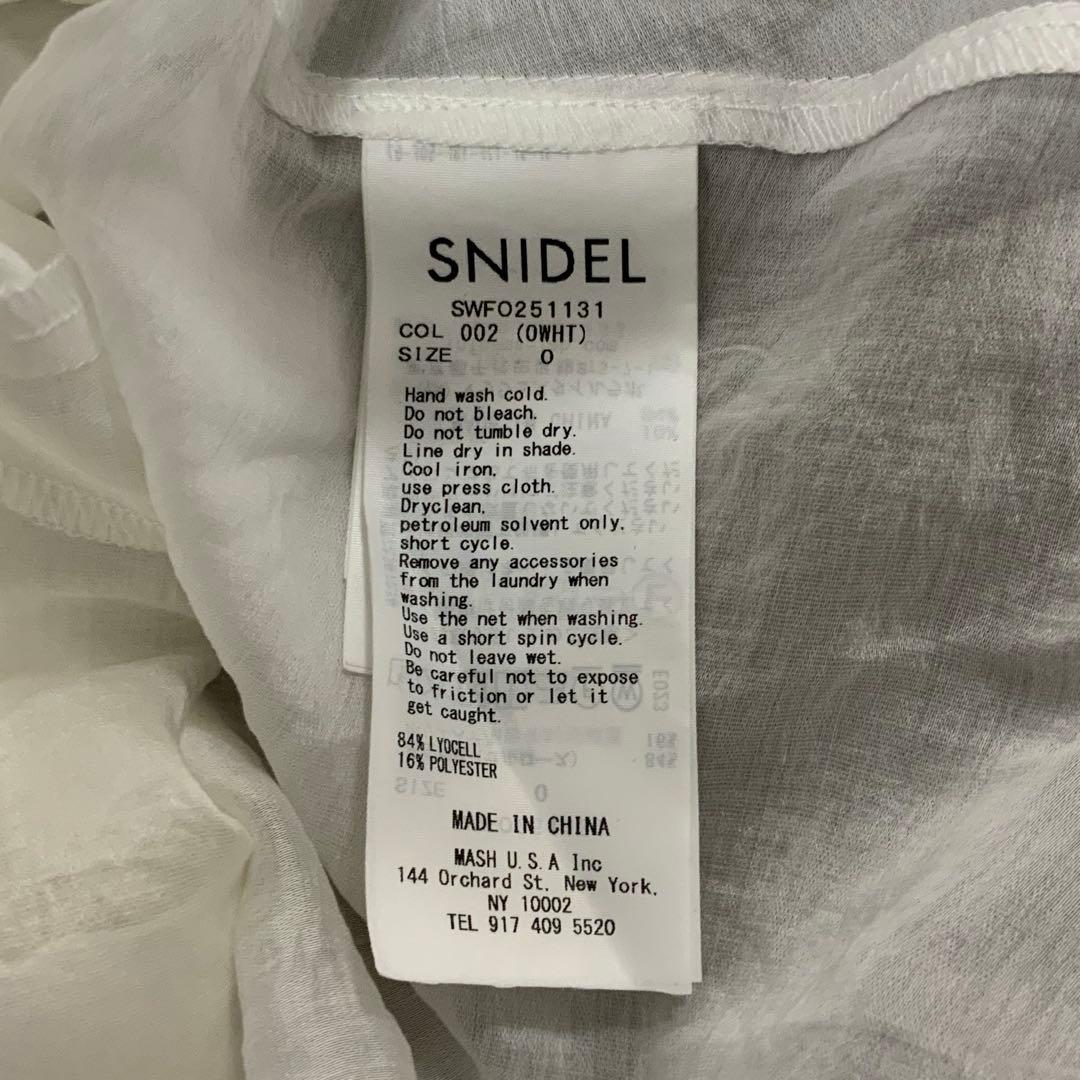 SNIDEL
SWFO251131
COL 002 (OWHT)
SIZE 0
Hand wash cold.
Do not bleach.
Do not tumble dry.
Line dry in shade.
Cool iron.
use press cloth.
Dryclean.
petroleum solvent only.
short cycle.
Remove any accessories
from the laundry when
washing.
Use the net when washing.
Use a short spin cycle.
Do not leave wet.
Be careful not to expose
to friction or let it
get caught.
84% LYOCELL
16% POLYESTER
MADE IN CHINA
MASH U.S.A Inc
144 Orchard St. New York.
NY 10002
TEL 917 409 5520